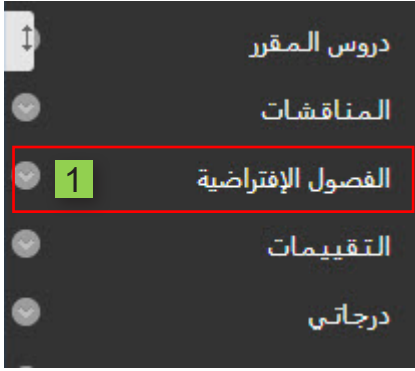 دروس المقرر
المناقشات
الفصول الإفتراضية 1
التقييمات
درجاتي